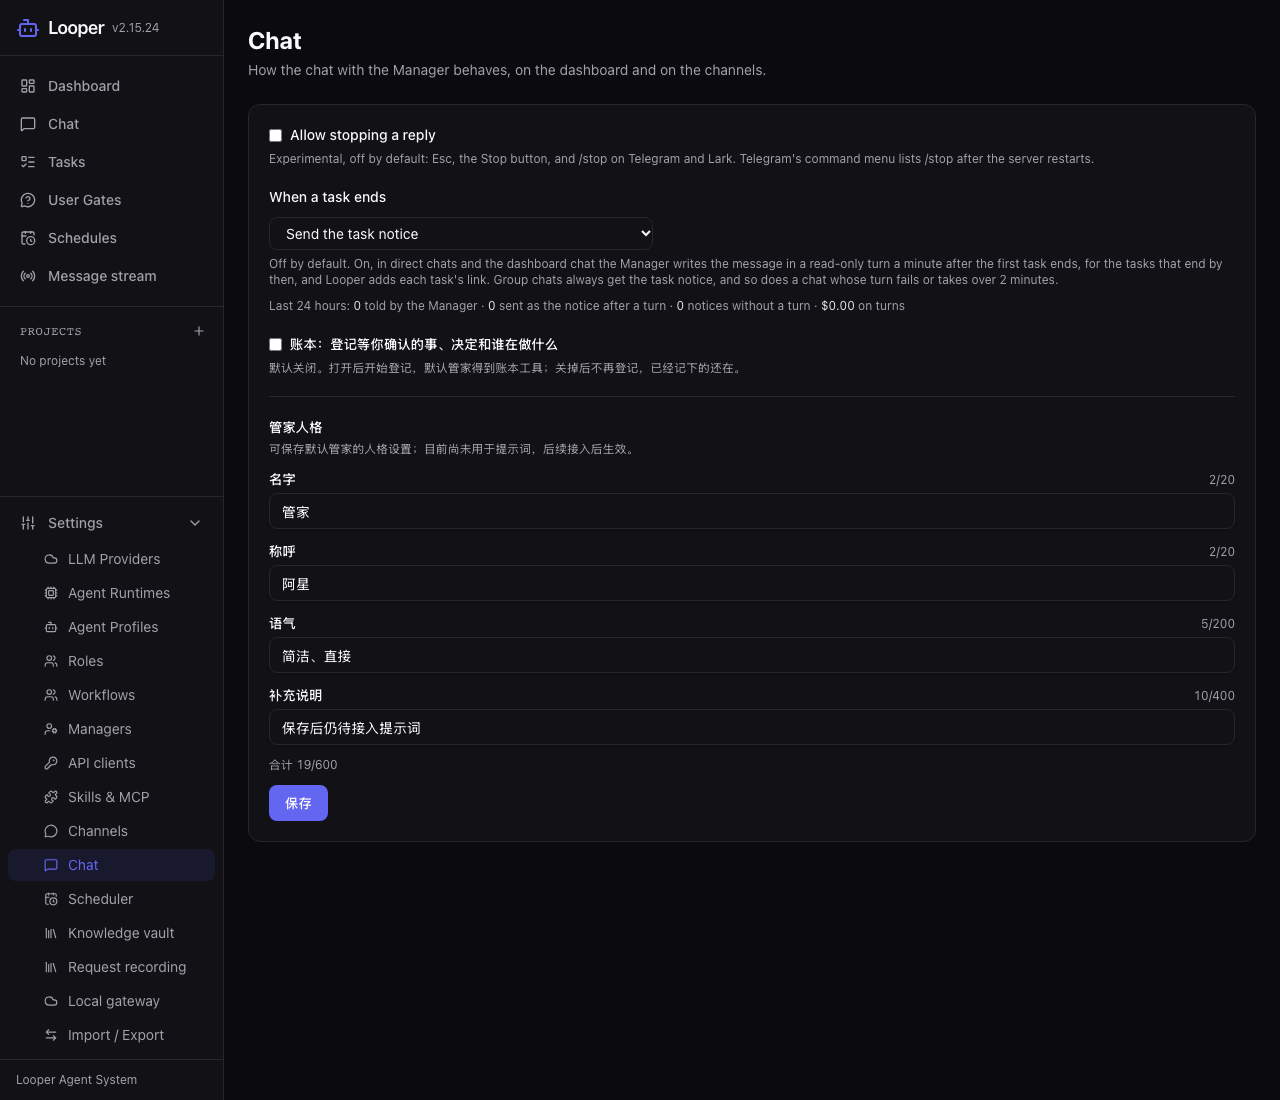 Looper v2.15.24
Dashboard
Chat
Tasks
User Gates
Schedules
Message stream
PROJECTS
No projects yet
Settings
LLM Providers
Agent Runtimes
Agent Profiles
Roles
Workflows
Managers
API clients
Skills & MCP
Channels
Chat
Scheduler
Knowledge vault
Request recording
Local gateway
Import / Export
Looper Agent System
Chat
How the chat with the Manager behaves, on the dashboard and on the channels.
Allow stopping a reply
Experimental, off by default: Esc, the Stop button, and /stop on Telegram and Lark. Telegram's command menu lists /stop after the server restarts.
When a task ends
Send the task notice
Off by default. On, in direct chats and the dashboard chat the Manager writes the message in a read-only turn a minute after the first task ends, for the tasks that end by
then, and Looper adds each task's link. Group chats always get the task notice, and so does a chat whose turn fails or takes over 2 minutes.
Last 24 hours: 0 told by the Manager · 0 sent as the notice after a turn · 0 notices without a turn · $0.00 on turns
账本：登记等你确认的事、决定和谁在做什么
默认关闭。打开后开始登记，默认管家得到账本工具；关掉后不再登记，已经记下的还在。
管家人格
可保存默认管家的人格设置；目前尚未用于提示词，后续接入后生效。
名字 2/20
管家
称呼 2/20
阿星
语气 5/200
简洁、直接
补充说明 10/400
保存后仍待接入提示词
合计 19/600
保存